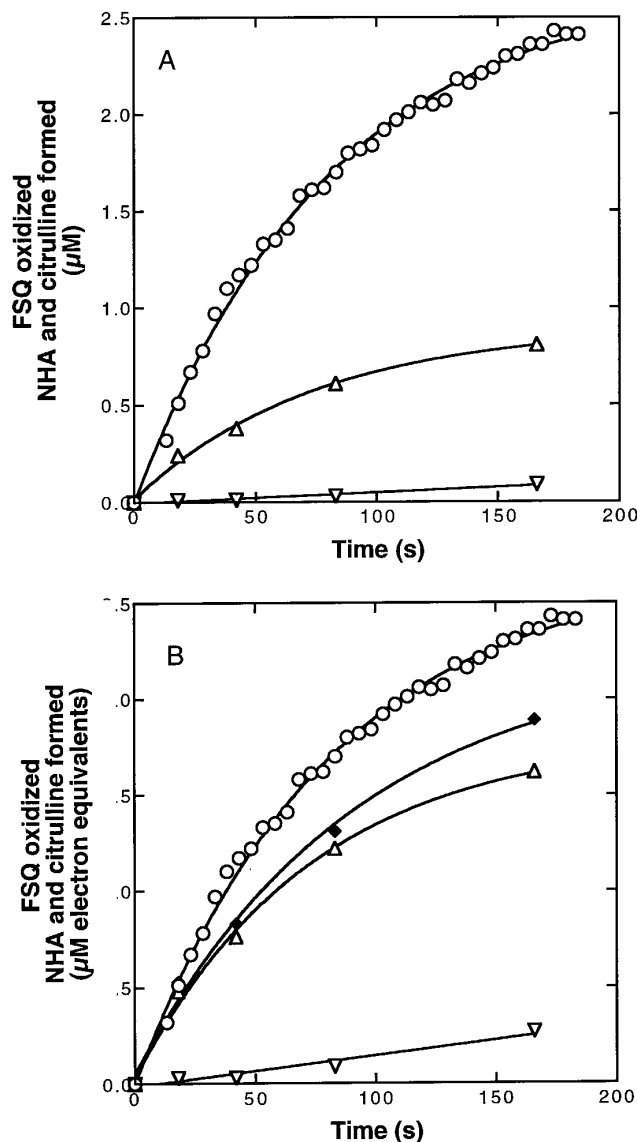 A
FSQ oxidized
NHA and citrulline formed
(µM)
2.5
2.0
1.5
1.0
0.5
0.0
0 50 100 150 200
Time (s)
B
FSQ oxidized
NHA and citrulline formed
(µM electron equivalents)
.5
.0
.5
.0
.5
0.0
0 50 100 150 200
Time (s)